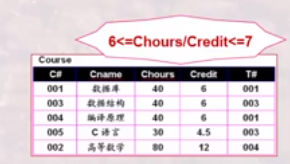 6<=Chours/Credit<=7
Course
C# Cname Chours Credit T#
001 数据库 40 6 001
003 数据结构 40 6 003
004 编译原理 40 6 001
005 C语言 30 4.5 003
002 高等数学 80 12 004